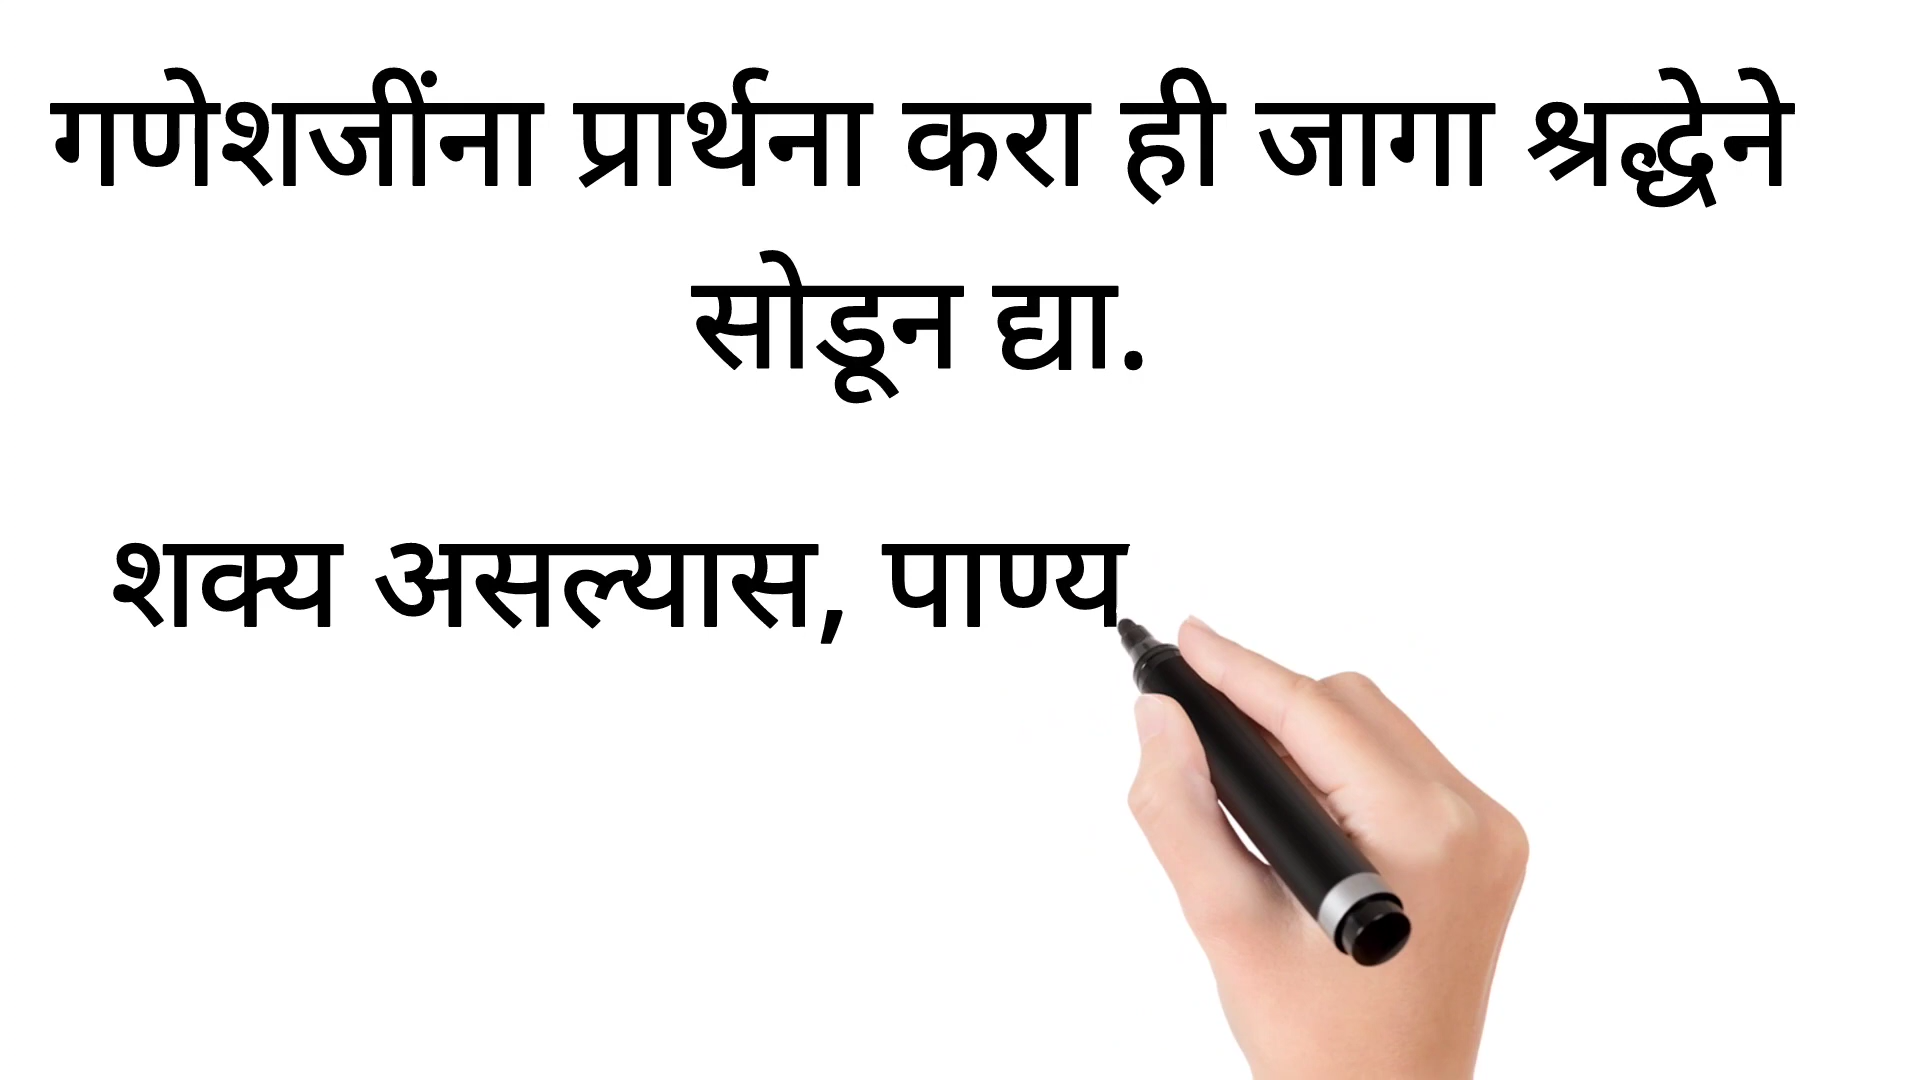 गणेशजींना प्रार्थना करा ही जागा श्रद्धेने
सोडून द्या.
शक्य असल्यास, पाण्य